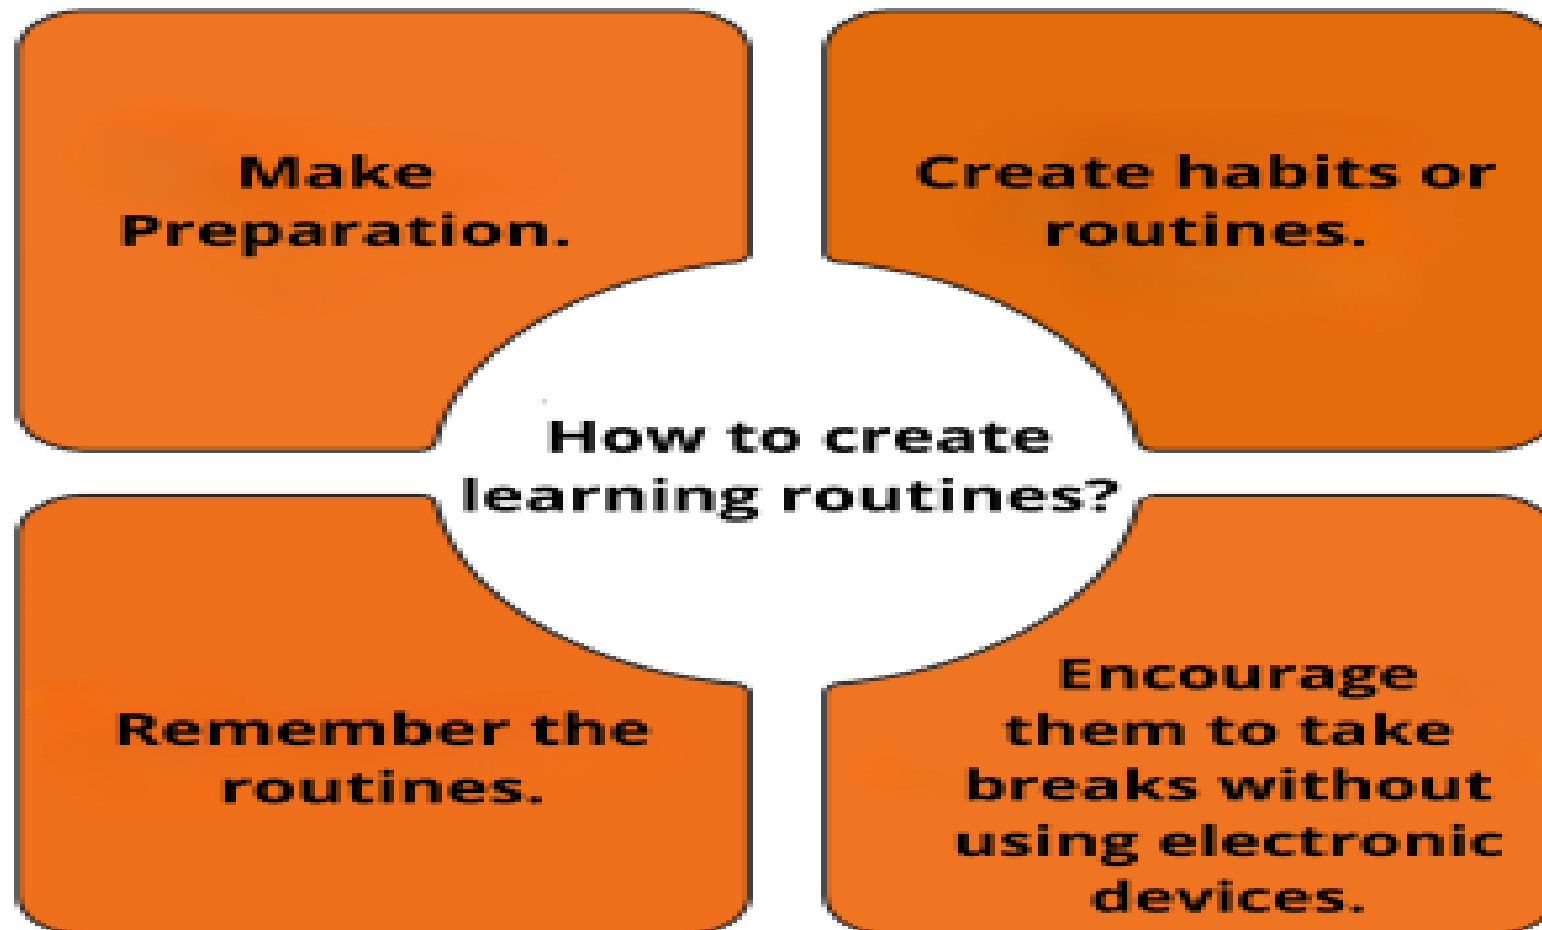 Make
Preparation.
Create habits or
routines.
How to create
learning routines?
Remember the
routines.
Encourage
them to take
breaks without
using electronic
devices.